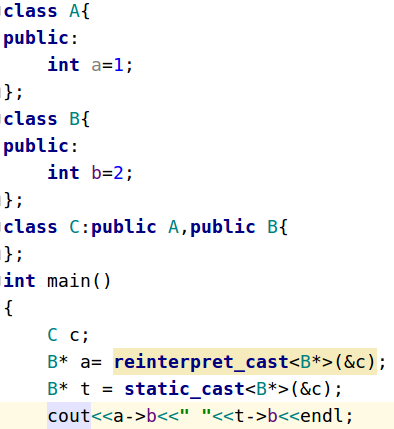 class A{
public:
    int a=1;
};
class B{
public:
    int b=2;
};
class C:public A,public B{
};
int main()
{
    C c;
    B* a= reinterpret_cast<B*>(&c);
    B* t = static_cast<B*>(&c);
    cout<<a->b<<" "<<t->b<<endl;